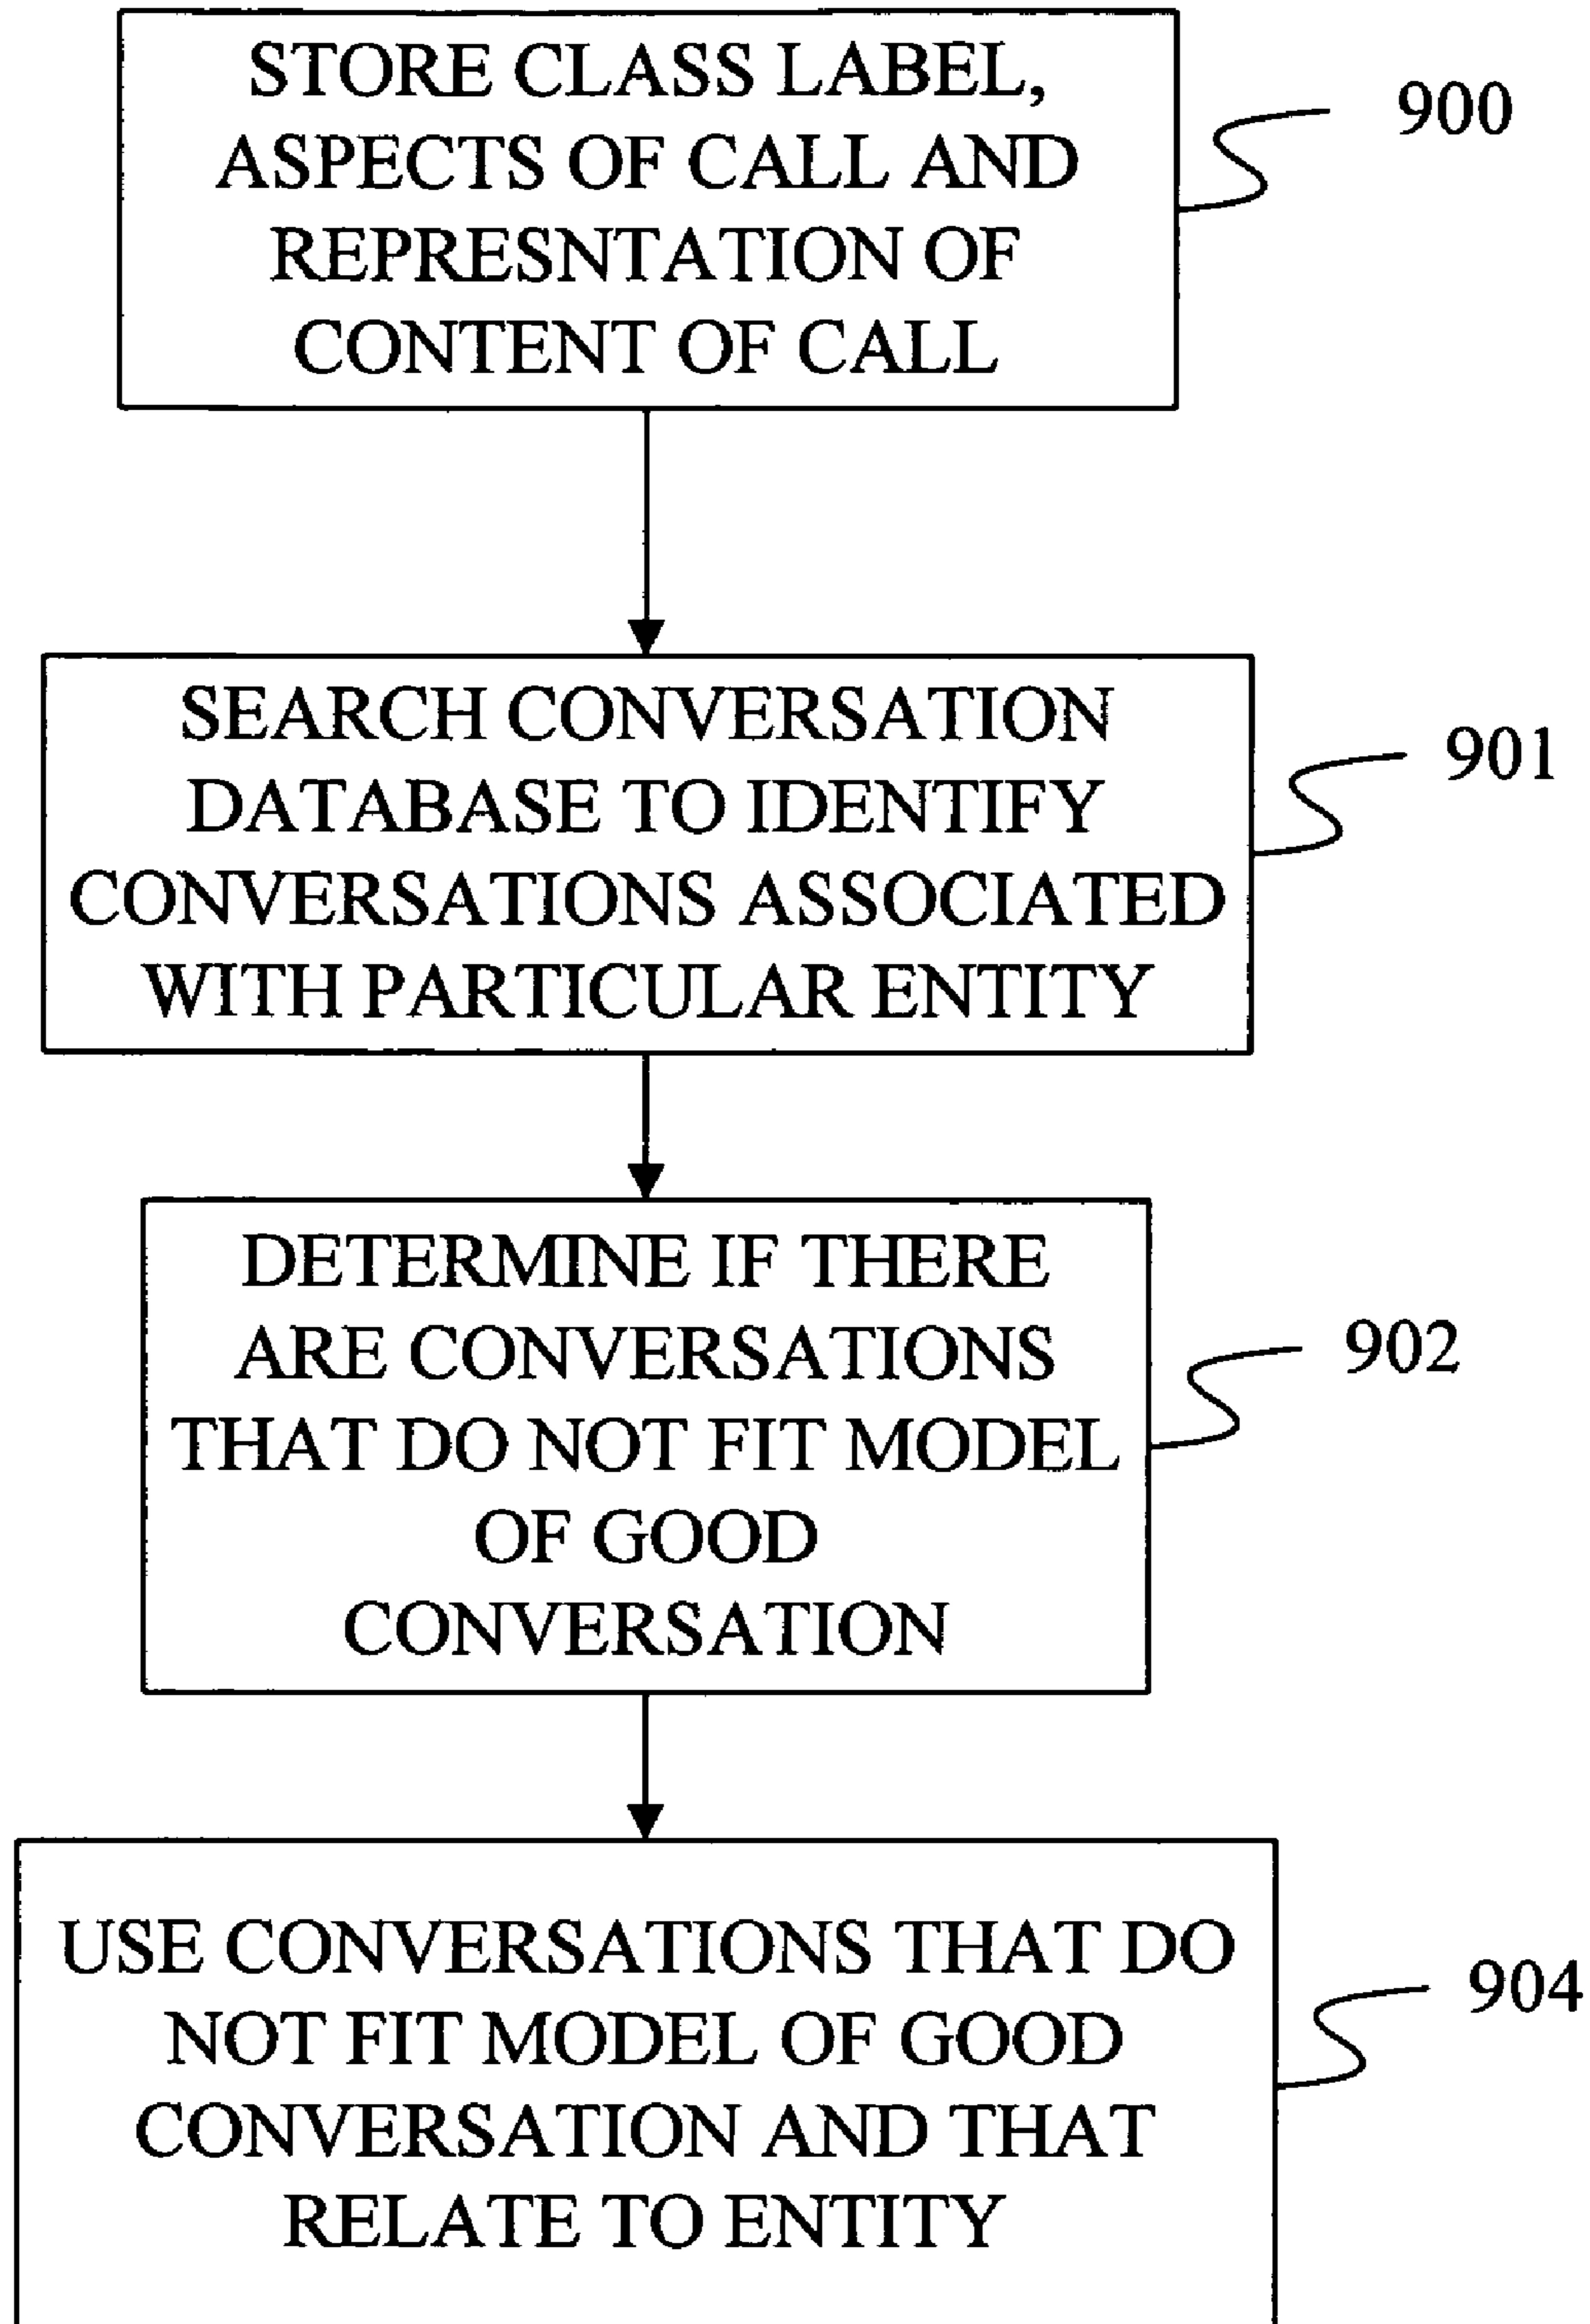 STORE CLASS LABEL,
ASPECTS OF CALL AND
REPRESNTATION OF
CONTENT OF CALL
900
SEARCH CONVERSATION
DATABASE TO IDENTIFY
CONVERSATIONS ASSOCIATED
WITH PARTICULAR ENTITY
901
DETERMINE IF THERE
ARE CONVERSATIONS
THAT DO NOT FIT MODEL
OF GOOD
CONVERSATION
902
USE CONVERSATIONS THAT DO
NOT FIT MODEL OF GOOD
CONVERSATION AND THAT
RELATE TO ENTITY
904